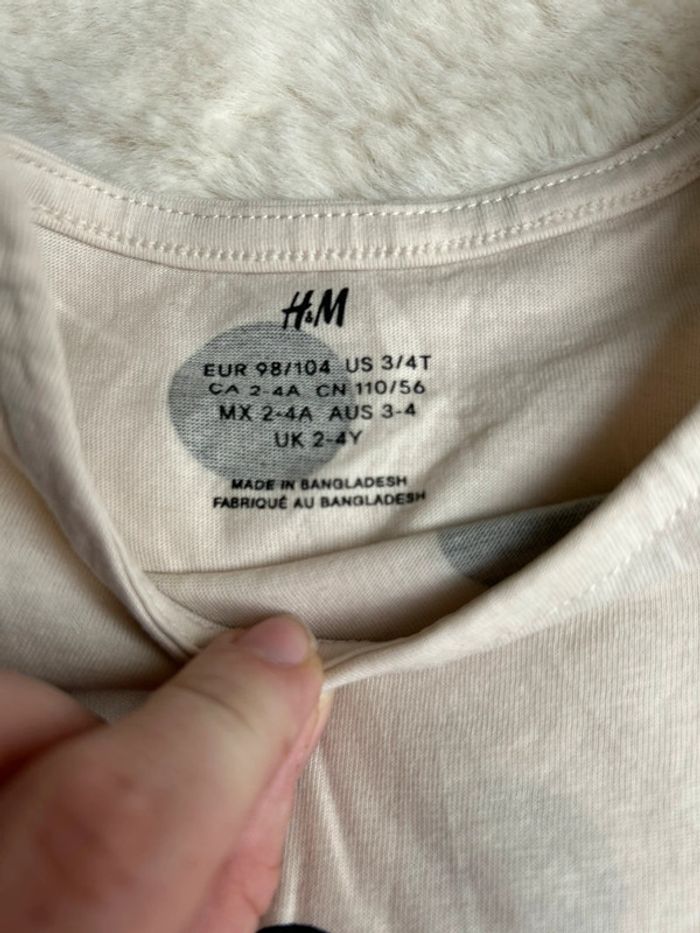 H&M
EUR 98/104 US 3/4T
CA 2-4A CN 110/56
MX 2-4A AUS 3-4
UK 2-4Y
MADE IN BANGLADESH
FABRIQUÉ AU BANGLADESH